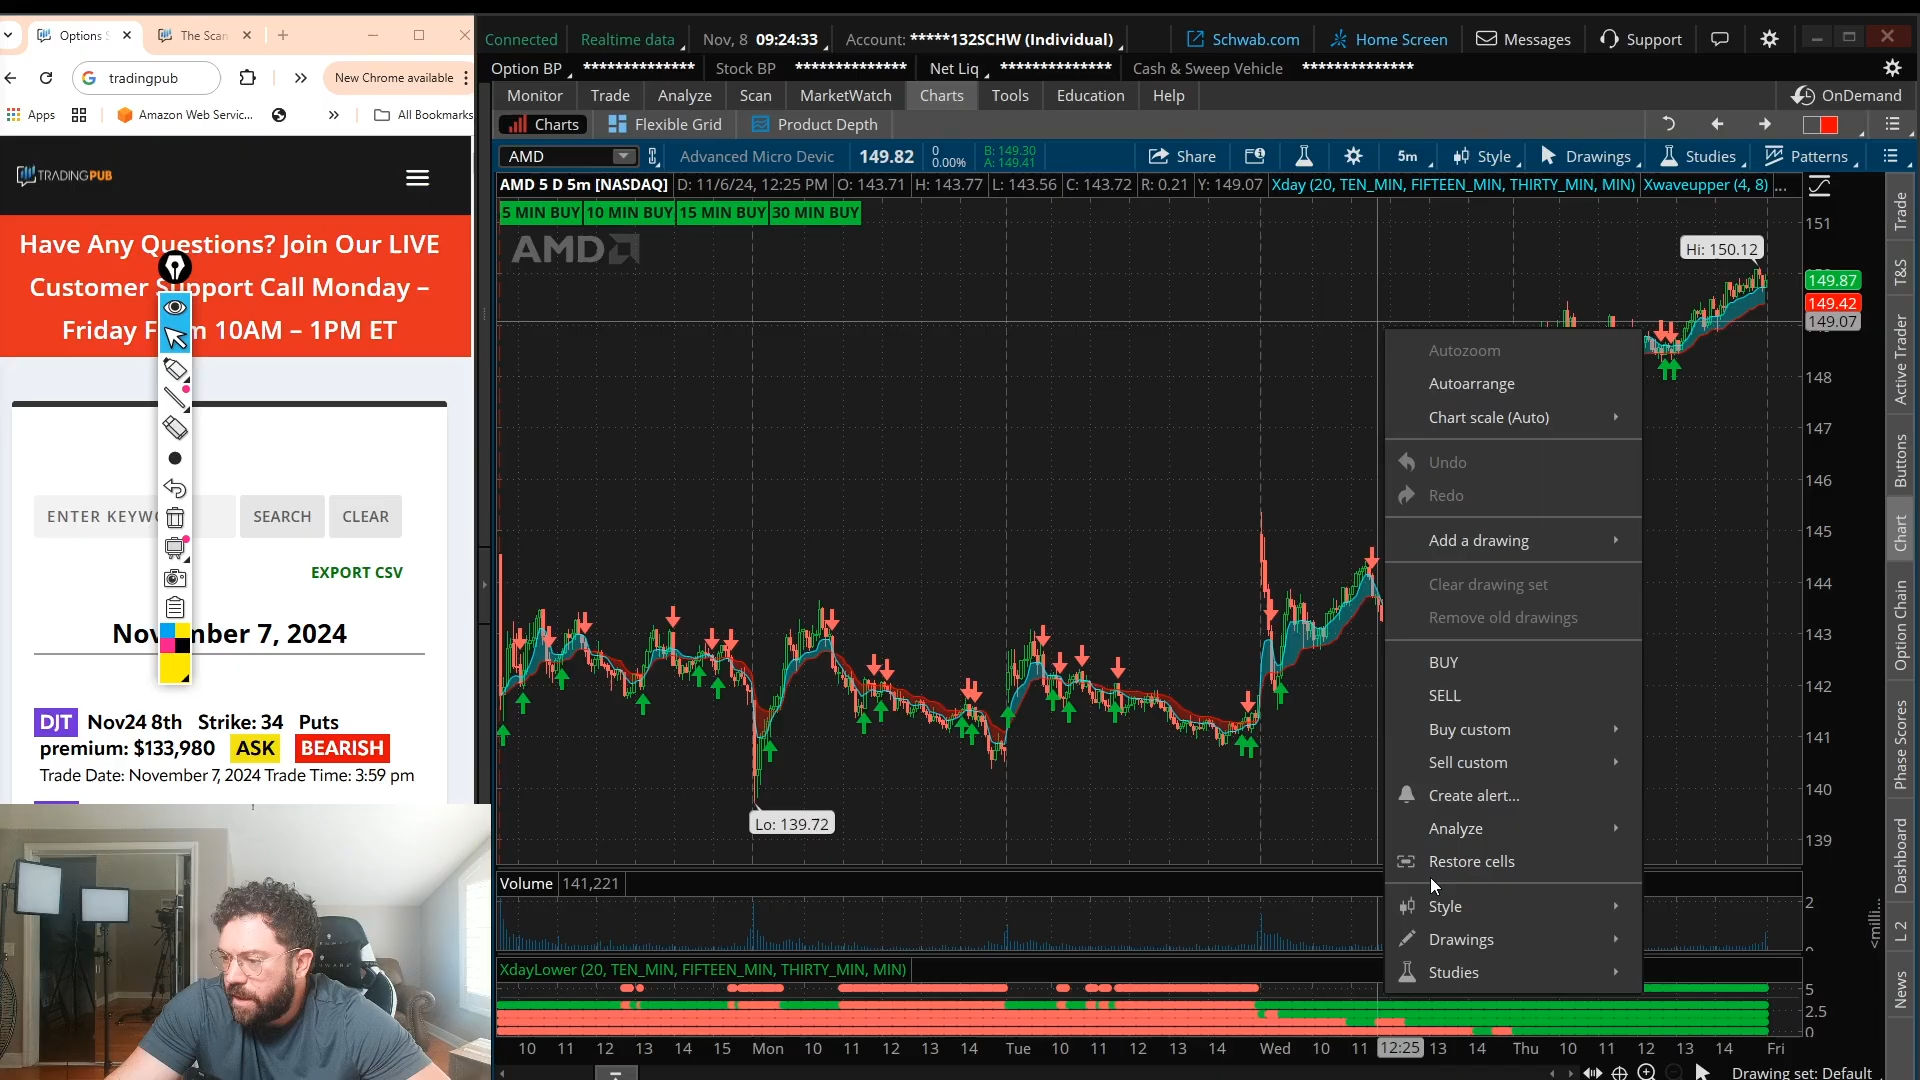 Options S
The Scan
tradingpub
New Chrome available
Apps
Amazon Web Servic...
All Bookmarks
TRADINGPUB
Have Any Questions? Join Our LIVE
Customer Support Call Monday –
Friday From 10AM – 1PM ET
ENTER KEYWO
SEARCH
CLEAR
EXPORT CSV
November 7, 2024
DJT Nov24 8th Strike: 34 Puts
premium: $133,980 ASK BEARISH
Trade Date: November 7, 2024 Trade Time: 3:59 pm
Connected Realtime data Nov, 8 09:24:33 Account: *****132SCHW (Individual) Schwab.com Home Screen Messages Support
Option BP ************** Stock BP ************** Net Liq ************** Cash & Sweep Vehicle **************
Monitor Trade Analyze Scan MarketWatch Charts Tools Education Help OnDemand
Charts Flexible Grid Product Depth
AMD Advanced Micro Devic 149.82 0 0.00% B: 149.30 A: 149.41 Share 5m Style Drawings Studies Patterns
AMD 5 D 5m [NASDAQ] D: 11/6/24, 12:25 PM O: 143.71 H: 143.77 L: 143.56 C: 143.72 R: 0.21 Y: 149.07 Xday (20, TEN_MIN, FIFTEEN_MIN, THIRTY_MIN, MIN) Xwaveupper (4, 8) ...
5 MIN BUY 10 MIN BUY 15 MIN BUY 30 MIN BUY
AMD
Hi: 150.12
Lo: 139.72
151
149.87
149.42
149.07
148
147
146
145
144
143
142
141
140
139
Autozoom
Autoarrange
Chart scale (Auto)
Undo
Redo
Add a drawing
Clear drawing set
Remove old drawings
BUY
SELL
Buy custom
Sell custom
Create alert...
Analyze
Restore cells
Style
Drawings
Studies
Volume 141,221
2
0
<milli...
XdayLower (20, TEN_MIN, FIFTEEN_MIN, THIRTY_MIN, MIN)
5
2.5
0
10 11 12 13 14 15 Mon 10 11 12 13 14 Tue 10 11 12 13 14 Wed 10 11 12:25 13 14 Thu 10 11 12 13 14 Fri
Drawing set: Default
Trade
T&S
Active Trader
Buttons
Chart
Option Chain
Phase Scores
Dashboard
L 2
News